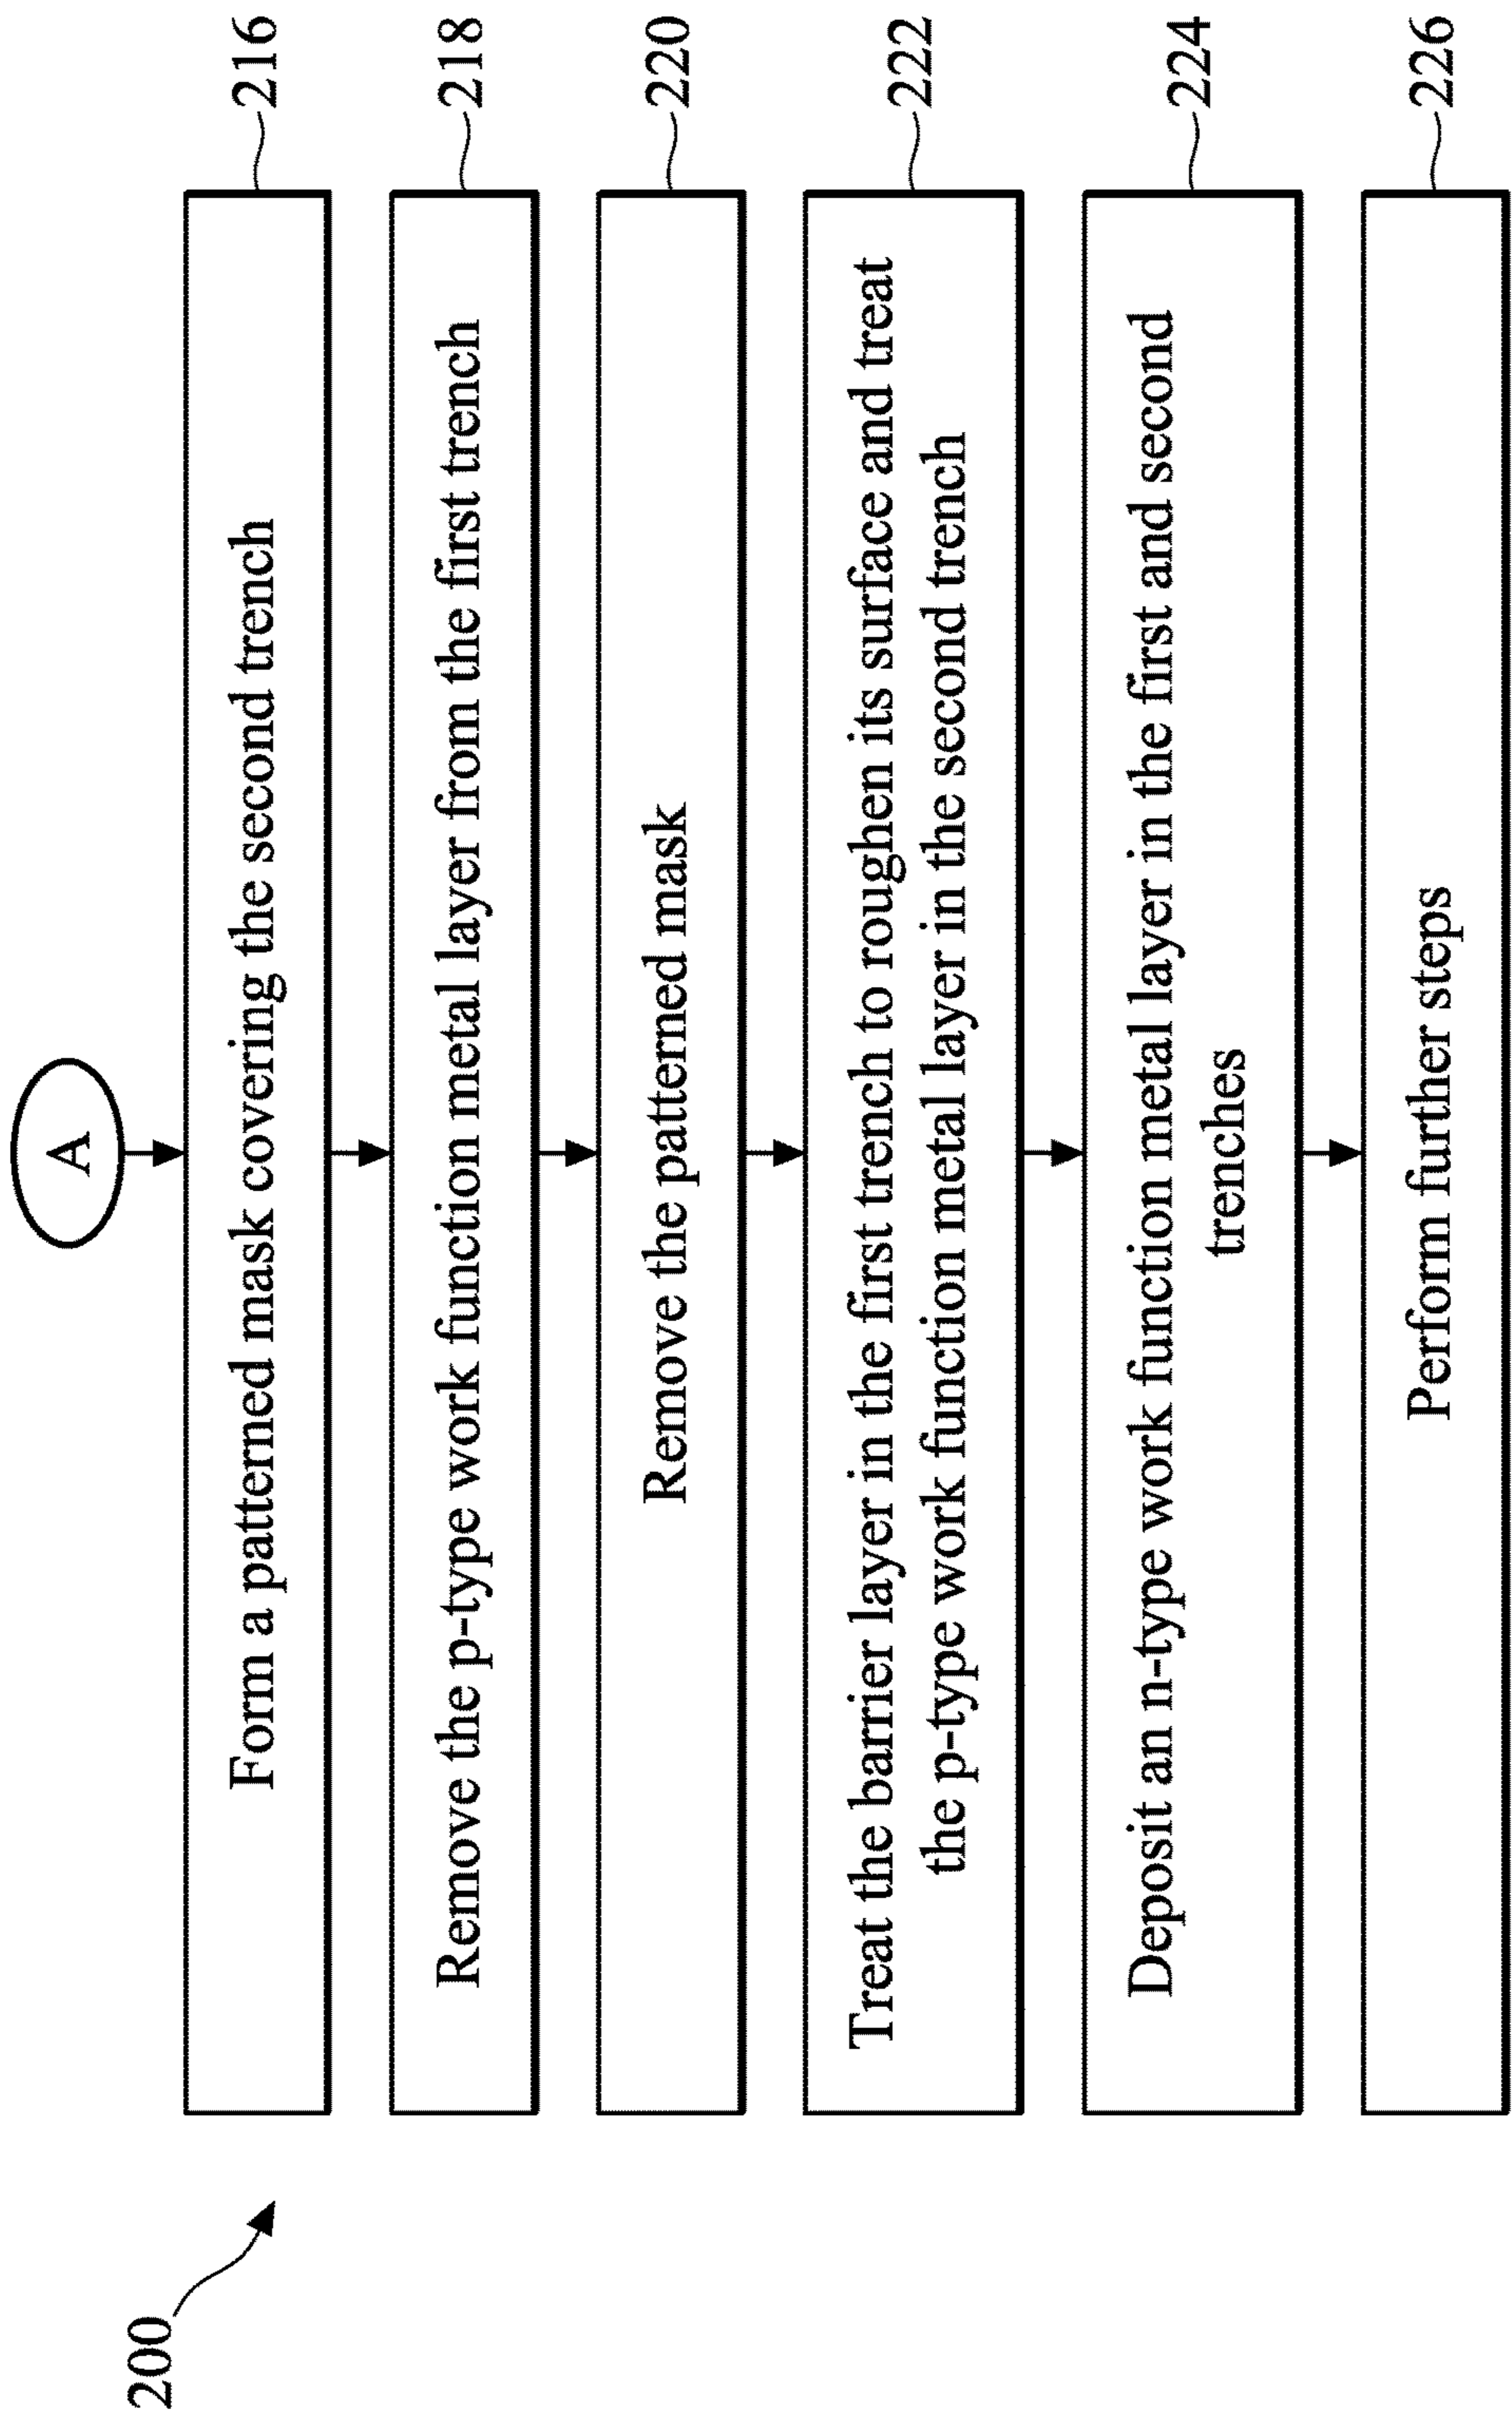 200
A
Form a patterned mask covering the second trench
216
Remove the p-type work function metal layer from the first trench
218
Remove the patterned mask
220
Treat the barrier layer in the first trench to roughen its surface and treat
the p-type work function metal layer in the second trench
222
Deposit an n-type work function metal layer in the first and second
trenches
224
Perform further steps
226